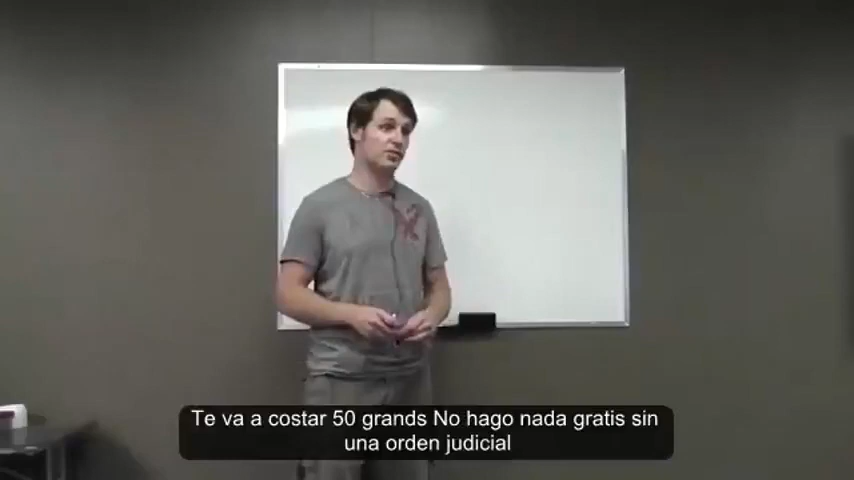 Te va a costar 50 grands No hago nada gratis sin
una orden judicial